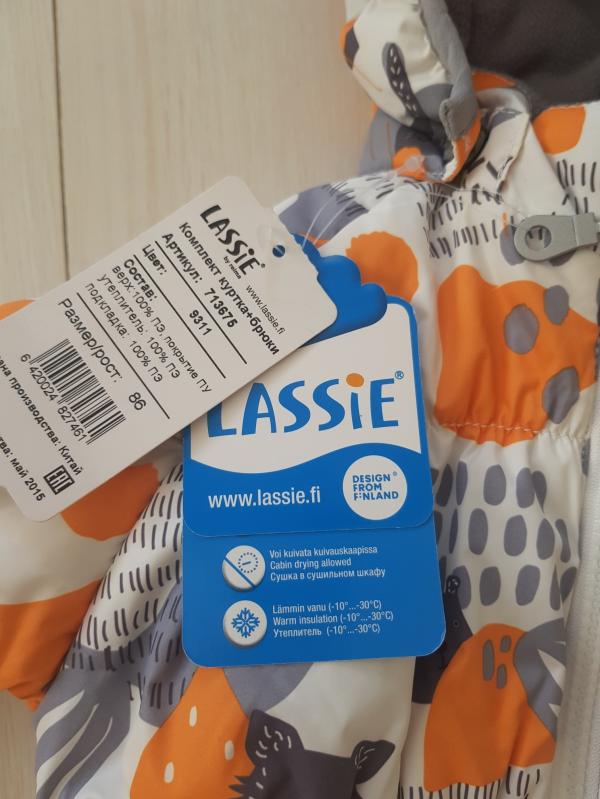 LASSiE®
by reima
www.lassie.fi
Комплект куртка+брюки
Артикул: 713675
Цвет: 9311
Состав:
верх:100% ПЭ, покрытие ПУ
утеплитель: 100% ПЭ
подкладка: 100% ПЭ
Размер/рост: 86
6 420024 827461
производства: Китай
май 2015
EAC
LASSiE®
www.lassie.fi
DESIGN®
FROM
FINLAND
Voi kuivata kuivauskaapissa
Cabin drying allowed
Сушка в сушильном шкафу
Lämmin vanu (-10°...-30°C)
Warm insulation (-10°...-30°C)
Утеплитель (-10°...-30°C)